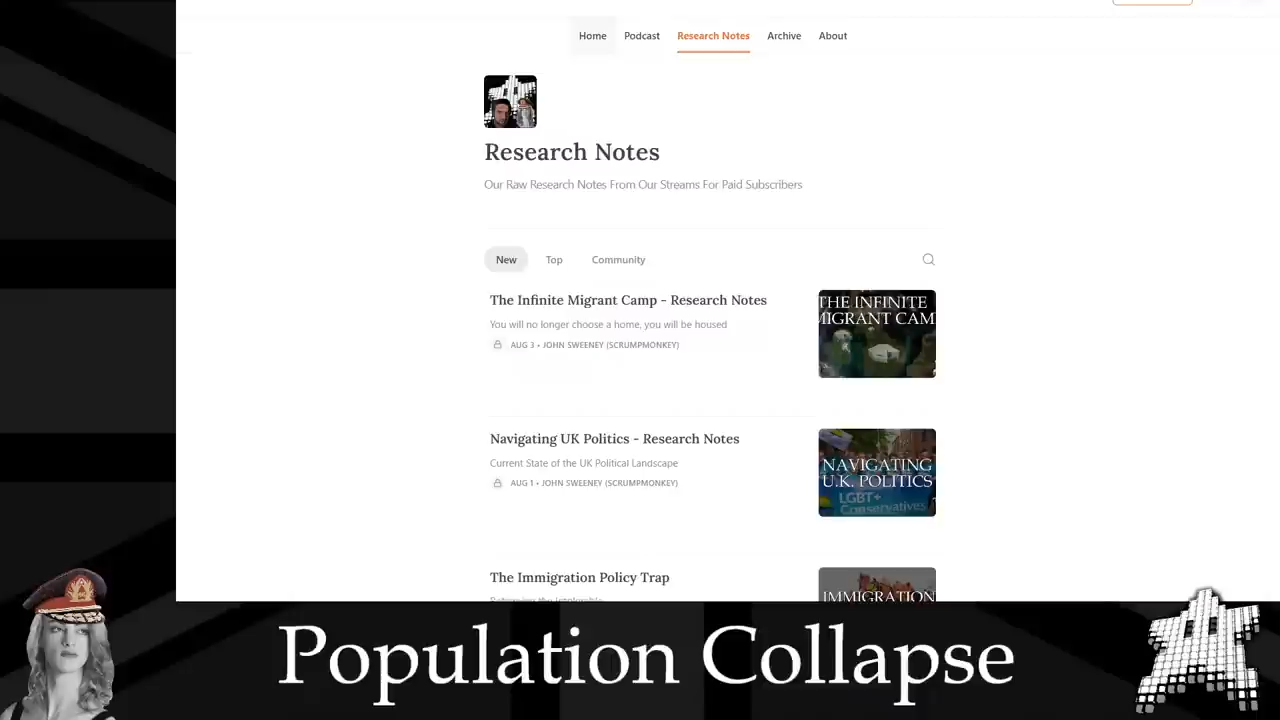 Home Podcast Research Notes Archive About
Research Notes
Our Raw Research Notes From Our Streams For Paid Subscribers
New Top Community
The Infinite Migrant Camp - Research Notes
You will no longer choose a home, you will be housed
AUG 3 • JOHN SWEENEY (SCRUMPMONKEY)
THE INFINITE
MIGRANT CAM
Navigating UK Politics - Research Notes
Current State of the UK Political Landscape
AUG 1 • JOHN SWEENEY (SCRUMPMONKEY)
NAVIGATING
U.K. POLITICS
LGBT+
Conservatives
The Immigration Policy Trap
IMMIGRATION
Population Collapse